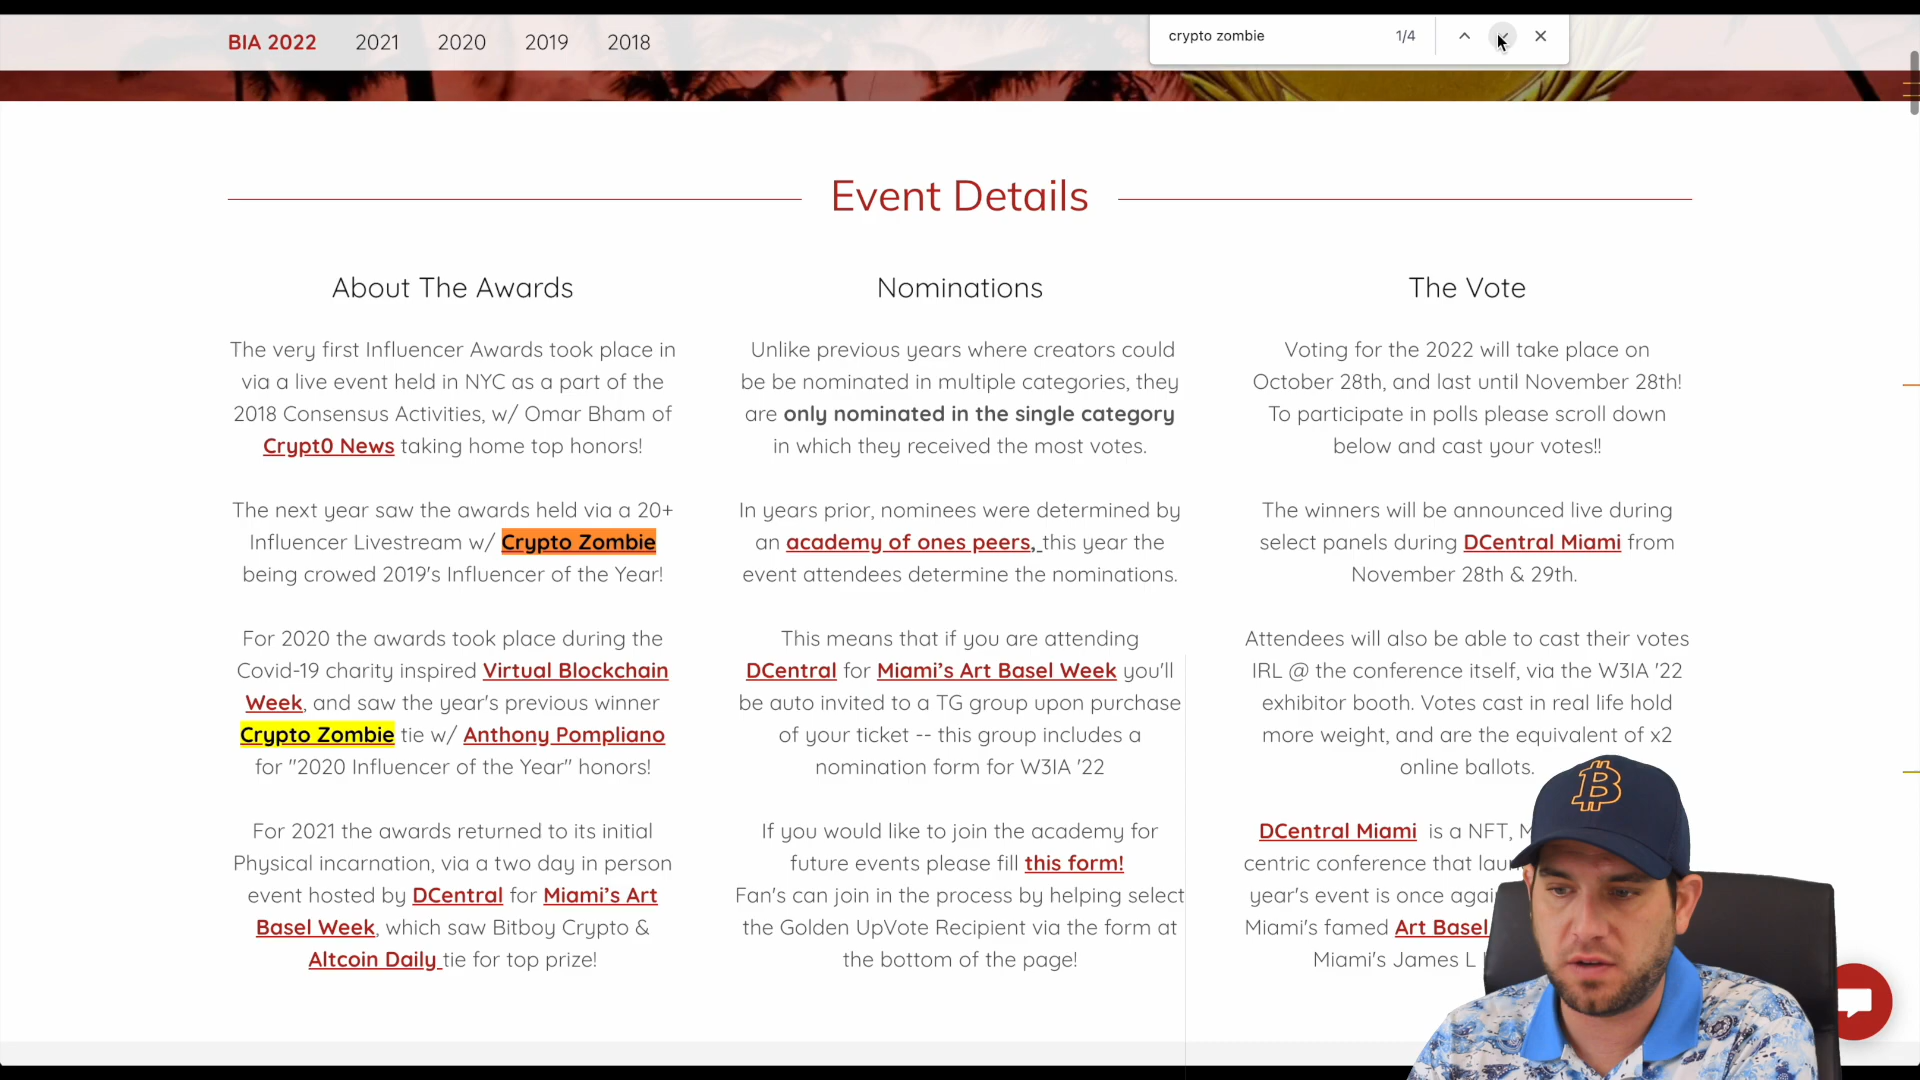 BIA 2022 2021 2020 2019 2018
crypto zombie 1/4
Event Details
About The Awards
The very first Influencer Awards took place in
via a live event held in NYC as a part of the
2018 Consensus Activities, w/ Omar Bham of
Crypt0 News taking home top honors!
The next year saw the awards held via a 20+
Influencer Livestream w/ Crypto Zombie
being crowed 2019's Influencer of the Year!
For 2020 the awards took place during the
Covid-19 charity inspired Virtual Blockchain
Week, and saw the year's previous winner
Crypto Zombie tie w/ Anthony Pompliano
for "2020 Influencer of the Year" honors!
For 2021 the awards returned to its initial
Physical incarnation, via a two day in person
event hosted by DCentral for Miami's Art
Basel Week, which saw Bitboy Crypto &
Altcoin Daily tie for top prize!
Nominations
Unlike previous years where creators could
be be nominated in multiple categories, they
are only nominated in the single category
in which they received the most votes.
In years prior, nominees were determined by
an academy of ones peers, this year the
event attendees determine the nominations.
This means that if you are attending
DCentral for Miami’s Art Basel Week you'll
be auto invited to a TG group upon purchase
of your ticket -- this group includes a
nomination form for W3IA '22
If you would like to join the academy for
future events please fill this form!
Fan's can join in the process by helping select
the Golden UpVote Recipient via the form at
the bottom of the page!
The Vote
Voting for the 2022 will take place on
October 28th, and last until November 28th!
To participate in polls please scroll down
below and cast your votes!!
The winners will be announced live during
select panels during DCentral Miami from
November 28th & 29th.
Attendees will also be able to cast their votes
IRL @ the conference itself, via the W3IA '22
exhibitor booth. Votes cast in real life hold
more weight, and are the equivalent of x2
online ballots.
DCentral Miami is a NFT,
centric conference that
year's event is once
Miami's famed Art Basel
Miami's James L